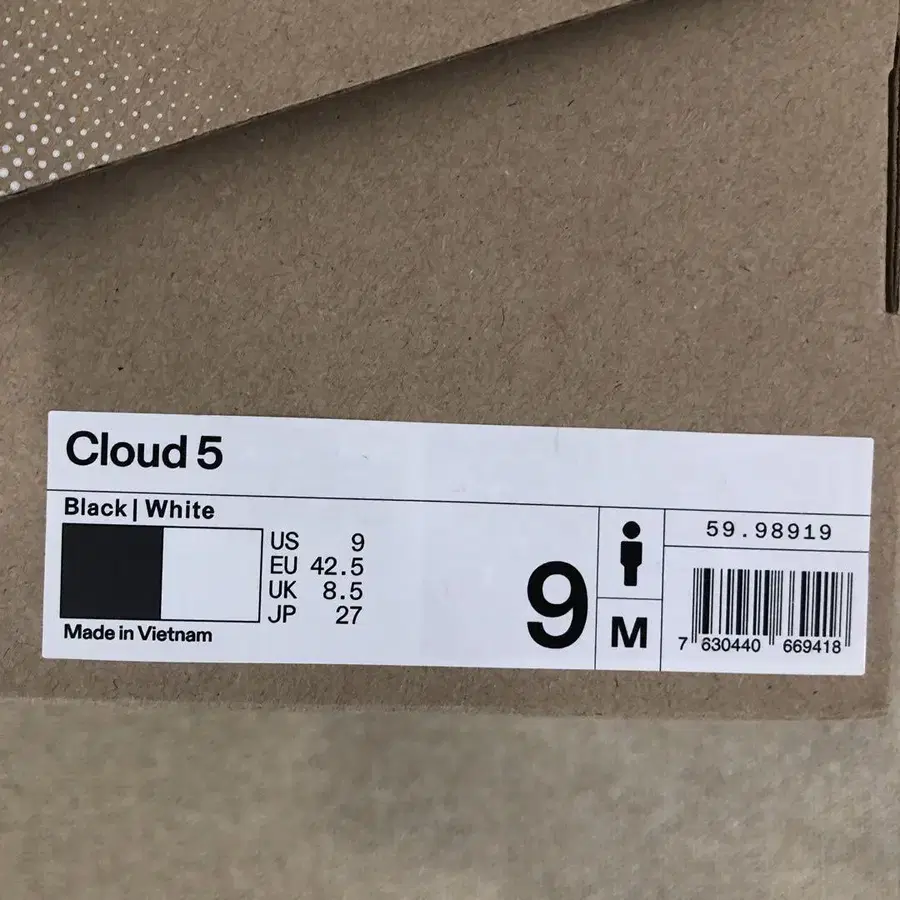 Cloud 5
Black | White
US 9
EU 42.5
UK 8.5
JP 27
Made in Vietnam
9
M
59.98919
7 630440 669418